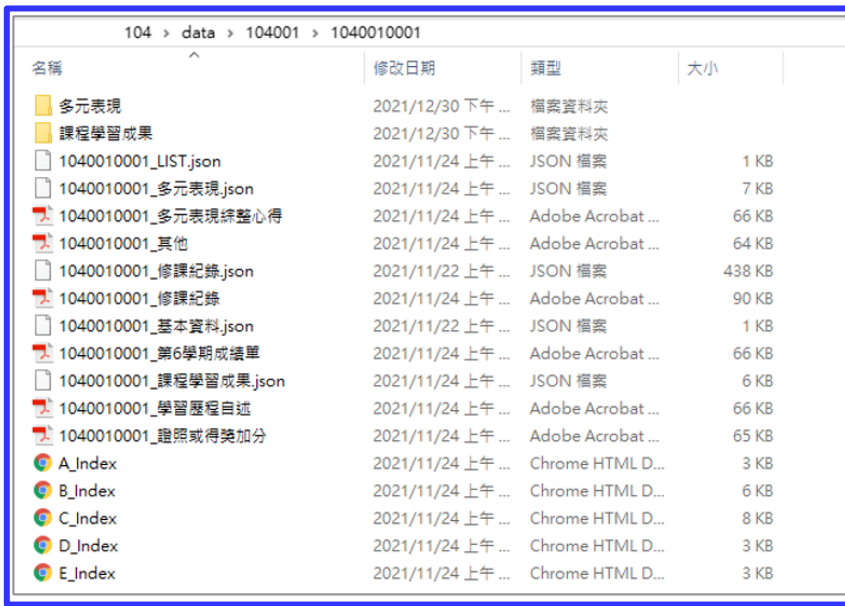 104 › data › 104001 › 1040010001
名稱 修改日期 類型 大小
多元表現 2021/12/30 下午 ... 檔案資料夾
課程學習成果 2021/12/30 下午 ... 檔案資料夾
1040010001_LIST.json 2021/11/24 上午 ... JSON 檔案 1 KB
1040010001_多元表現.json 2021/11/24 上午 ... JSON 檔案 7 KB
1040010001_多元表現綜整心得 2021/11/24 上午 ... Adobe Acrobat ... 66 KB
1040010001_其他 2021/11/24 上午 ... Adobe Acrobat ... 64 KB
1040010001_修課紀錄.json 2021/11/22 上午 ... JSON 檔案 438 KB
1040010001_修課紀錄 2021/11/24 上午 ... Adobe Acrobat ... 90 KB
1040010001_基本資料.json 2021/11/22 上午 ... JSON 檔案 1 KB
1040010001_第6學期成績單 2021/11/24 上午 ... Adobe Acrobat ... 66 KB
1040010001_課程學習成果.json 2021/11/24 上午 ... JSON 檔案 6 KB
1040010001_學習歷程自述 2021/11/24 上午 ... Adobe Acrobat ... 66 KB
1040010001_證照或得獎加分 2021/11/24 上午 ... Adobe Acrobat ... 65 KB
A_Index 2021/11/24 上午 ... Chrome HTML D... 3 KB
B_Index 2021/11/24 上午 ... Chrome HTML D... 6 KB
C_Index 2021/11/24 上午 ... Chrome HTML D... 8 KB
D_Index 2021/11/24 上午 ... Chrome HTML D... 3 KB
E_Index 2021/11/24 上午 ... Chrome HTML D... 3 KB